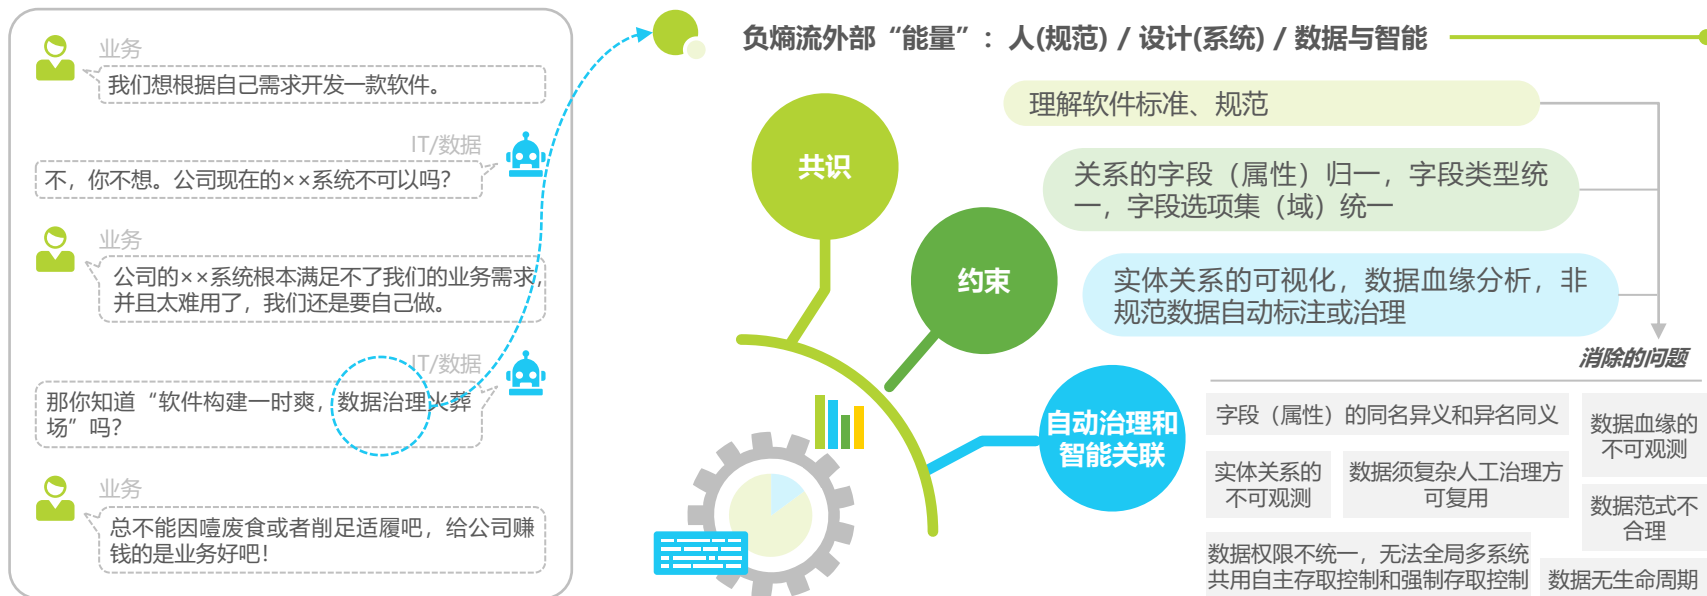 业务
我们想根据自己需求开发一款软件。
IT/数据
不，你不想。公司现在的××系统不可以吗？
业务
公司的××系统根本满足不了我们的业务需求，
并且太难用了，我们还是要自己做。
IT/数据
那你知道“软件构建一时爽，数据治理火葬
场”吗？
业务
总不能因噎废食或者削足适履吧，给公司赚
钱的是业务好吧！
负熵流外部“能量”：人(规范) / 设计(系统) / 数据与智能
共识
理解软件标准、规范
约束
关系的字段（属性）归一，字段类型统
一，字段选项集（域）统一
自动治理和
智能关联
实体关系的可视化，数据血缘分析，非
规范数据自动标注或治理
消除的问题
字段（属性）的同名异义和异名同义
数据血缘的
不可观测
实体关系的
不可观测
数据须复杂人工治理方
可复用
数据范式不
合理
数据权限不统一，无法全局多系统
共用自主存取控制和强制存取控制
数据无生命周期